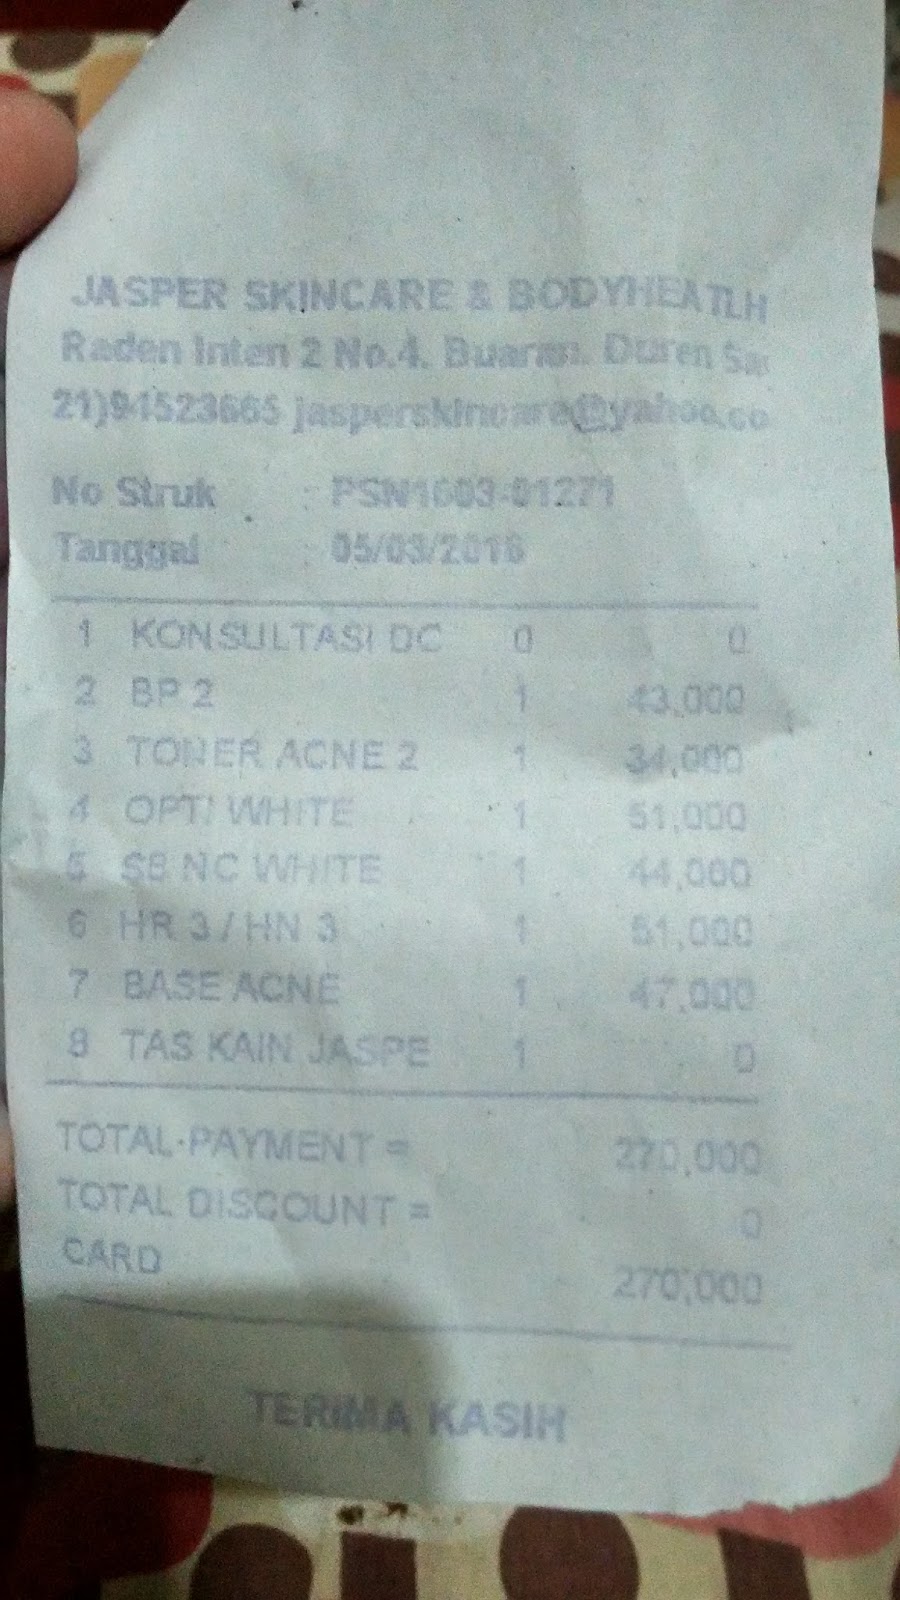 JASPER SKINCARE & BODYHEATLH
Raden Inten 2 No.4. Buaran. Duren Sa
21)94523665 jasperskincare@yahoo.co
No Struk : PSN1603-01271
Tanggal : 05/03/2016
1 KONSULTASI DC 0 0
2 BP 2 1 43,000
3 TONER ACNE 2 1 34,000
4 OPTI WHITE 1 51,000
5 SB NC WHITE 1 44,000
6 HR 3 / HN 3 1 51,000
7 BASE ACNE 1 47,000
8 TAS KAIN JASPE 1 0
TOTAL PAYMENT = 270,000
TOTAL DISCOUNT = 0
CARD 270,000
TERIMA KASIH